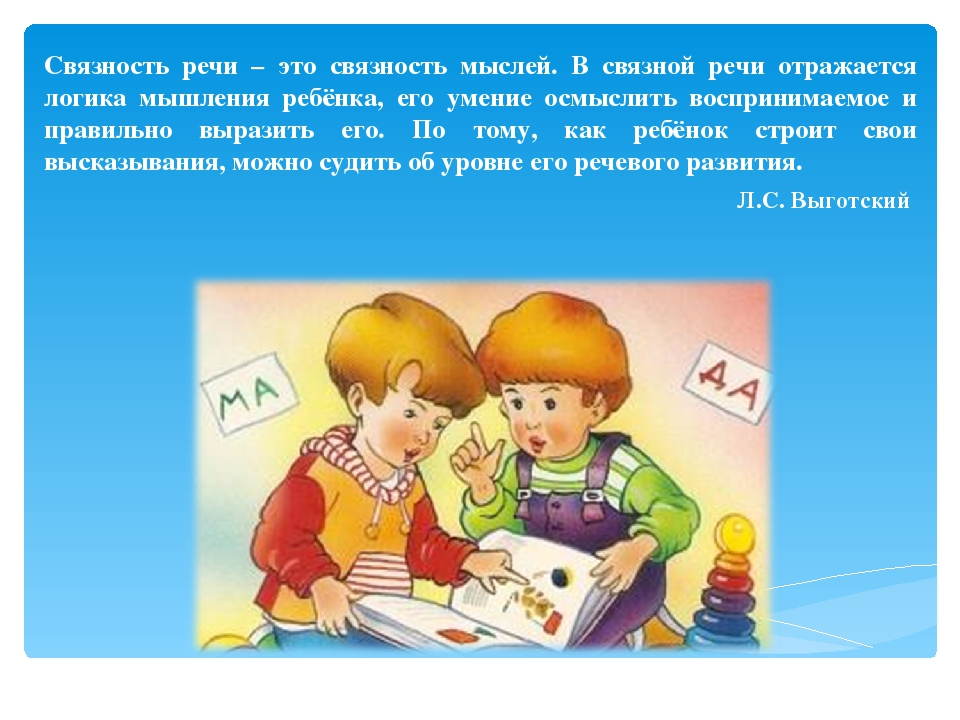 Связность речи – это связность мыслей. В связной речи отражается
логика мышления ребёнка, его умение осмыслить воспринимаемое и
правильно выразить его. По тому, как ребёнок строит свои
высказывания, можно судить об уровне его речевого развития.
Л.С. Выготский
МА
ДА